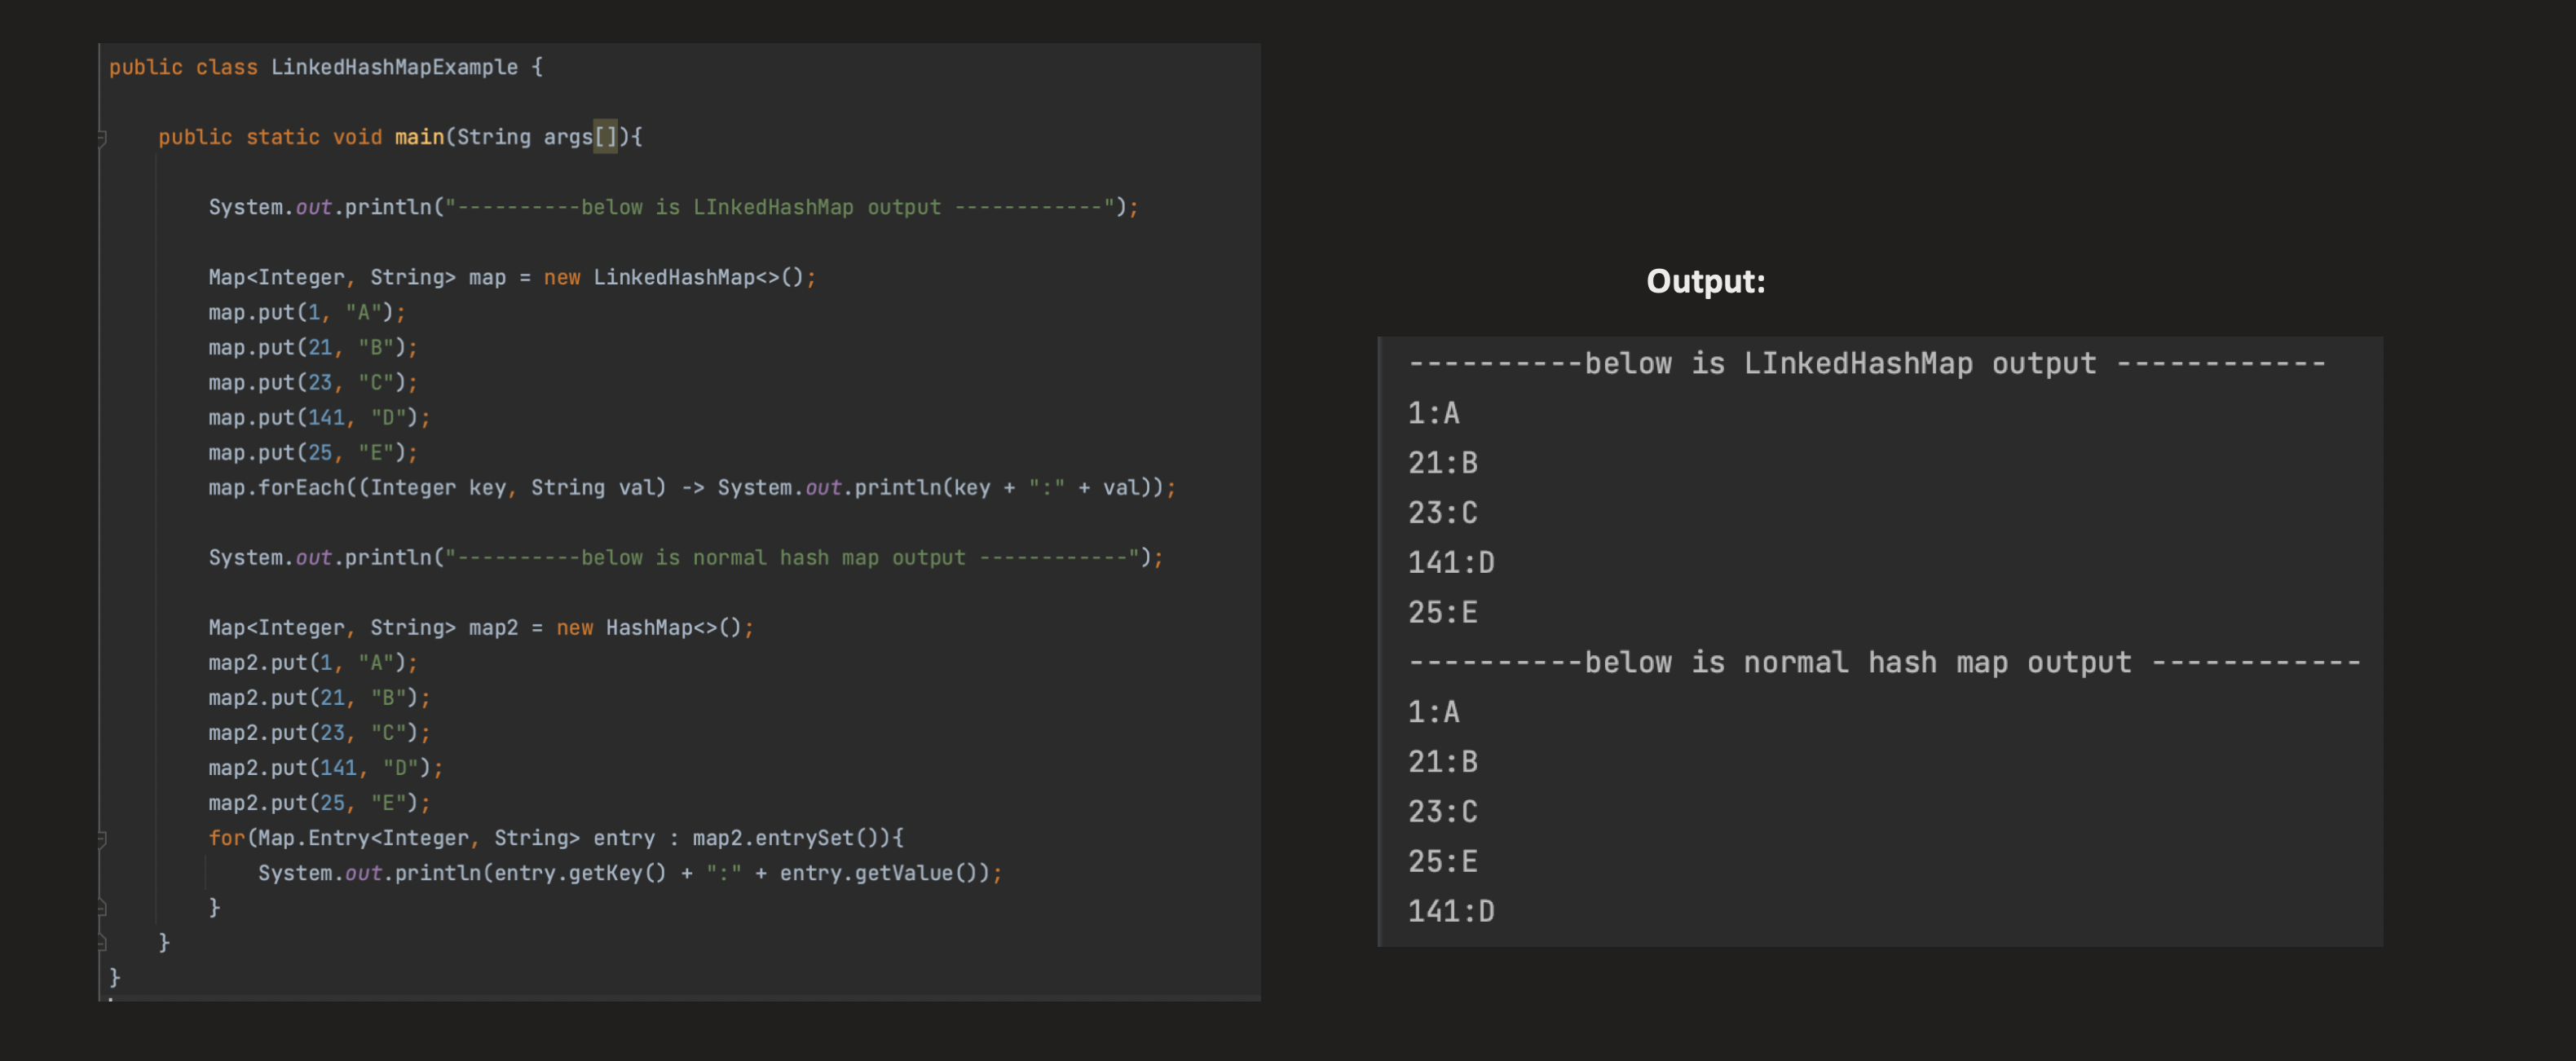 public class LinkedHashMapExample {
public static void main(String args[]){
System.out.println("----------below is LInkedHashMap output ------------");
Map<Integer, String> map = new LinkedHashMap<>();
map.put(1, "A");
map.put(21, "B");
map.put(23, "C");
map.put(141, "D");
map.put(25, "E");
map.forEach((Integer key, String val) -> System.out.println(key + ":" + val));
System.out.println("----------below is normal hash map output ------------");
Map<Integer, String> map2 = new HashMap<>();
map2.put(1, "A");
map2.put(21, "B");
map2.put(23, "C");
map2.put(141, "D");
map2.put(25, "E");
for(Map.Entry<Integer, String> entry : map2.entrySet()){
System.out.println(entry.getKey() + ":" + entry.getValue());
}
}
}
Output:
----------below is LInkedHashMap output ------------
1:A
21:B
23:C
141:D
25:E
----------below is normal hash map output ------------
1:A
21:B
23:C
25:E
141:D